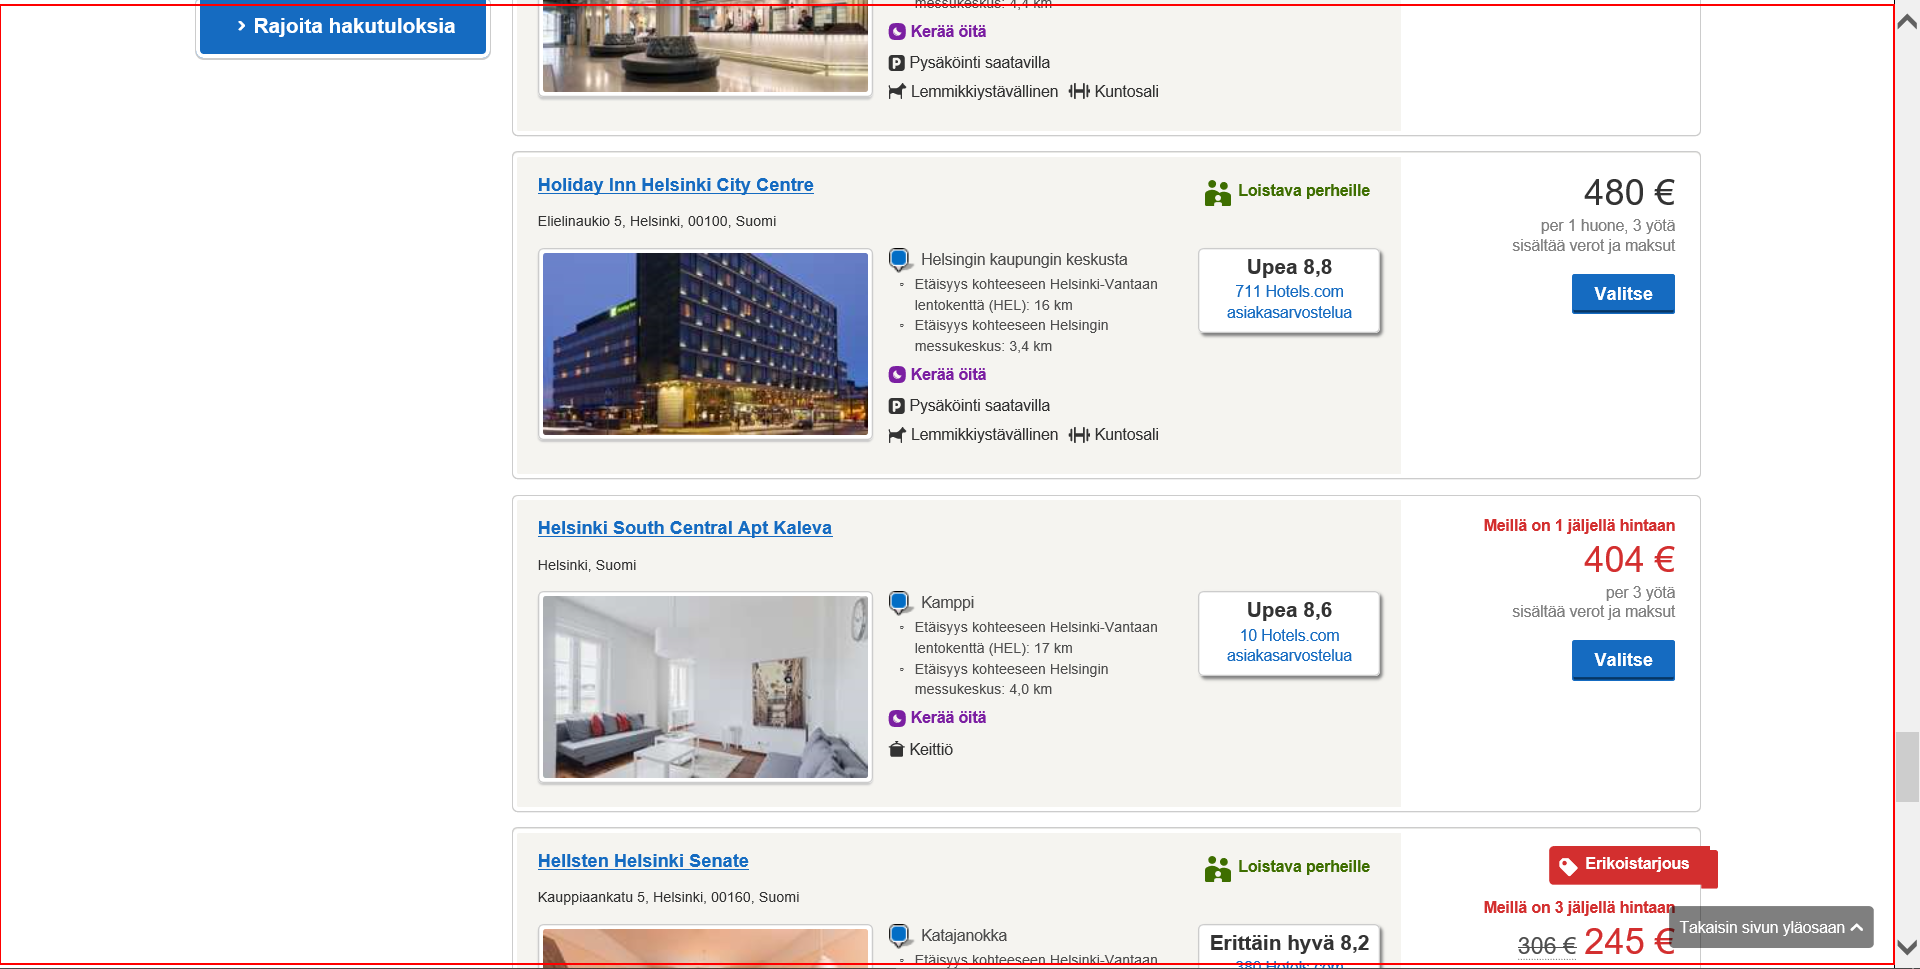 › Rajoita hakutuloksia
messukeskus: 4,4 km
Kerää öitä
Pysäköinti saatavilla
Lemmikkiystävällinen Kuntosali
Holiday Inn Helsinki City Centre
Elielinaukio 5, Helsinki, 00100, Suomi
Loistava perheille
Helsingin kaupungin keskusta
Etäisyys kohteeseen Helsinki-Vantaan
lentokenttä (HEL): 16 km
Etäisyys kohteeseen Helsingin
messukeskus: 3,4 km
Kerää öitä
Pysäköinti saatavilla
Lemmikkiystävällinen Kuntosali
Upea 8,8
711 Hotels.com
asiakasarvostelua
480 €
per 1 huone, 3 yötä
sisältää verot ja maksut
Valitse
Helsinki South Central Apt Kaleva
Helsinki, Suomi
Kamppi
Etäisyys kohteeseen Helsinki-Vantaan
lentokenttä (HEL): 17 km
Etäisyys kohteeseen Helsingin
messukeskus: 4,0 km
Kerää öitä
Keittiö
Upea 8,6
10 Hotels.com
asiakasarvostelua
Meillä on 1 jäljellä hintaan
404 €
per 3 yötä
sisältää verot ja maksut
Valitse
Hellsten Helsinki Senate
Kauppiaankatu 5, Helsinki, 00160, Suomi
Loistava perheille
Katajanokka
Etäisyys kohteeseen Helsinki-Vantaan
Erittäin hyvä 8,2
380 Hotels.com
Erikoistarjous
Meillä on 3 jäljellä hintaan
306 € 245 €
Takaisin sivun yläosaan